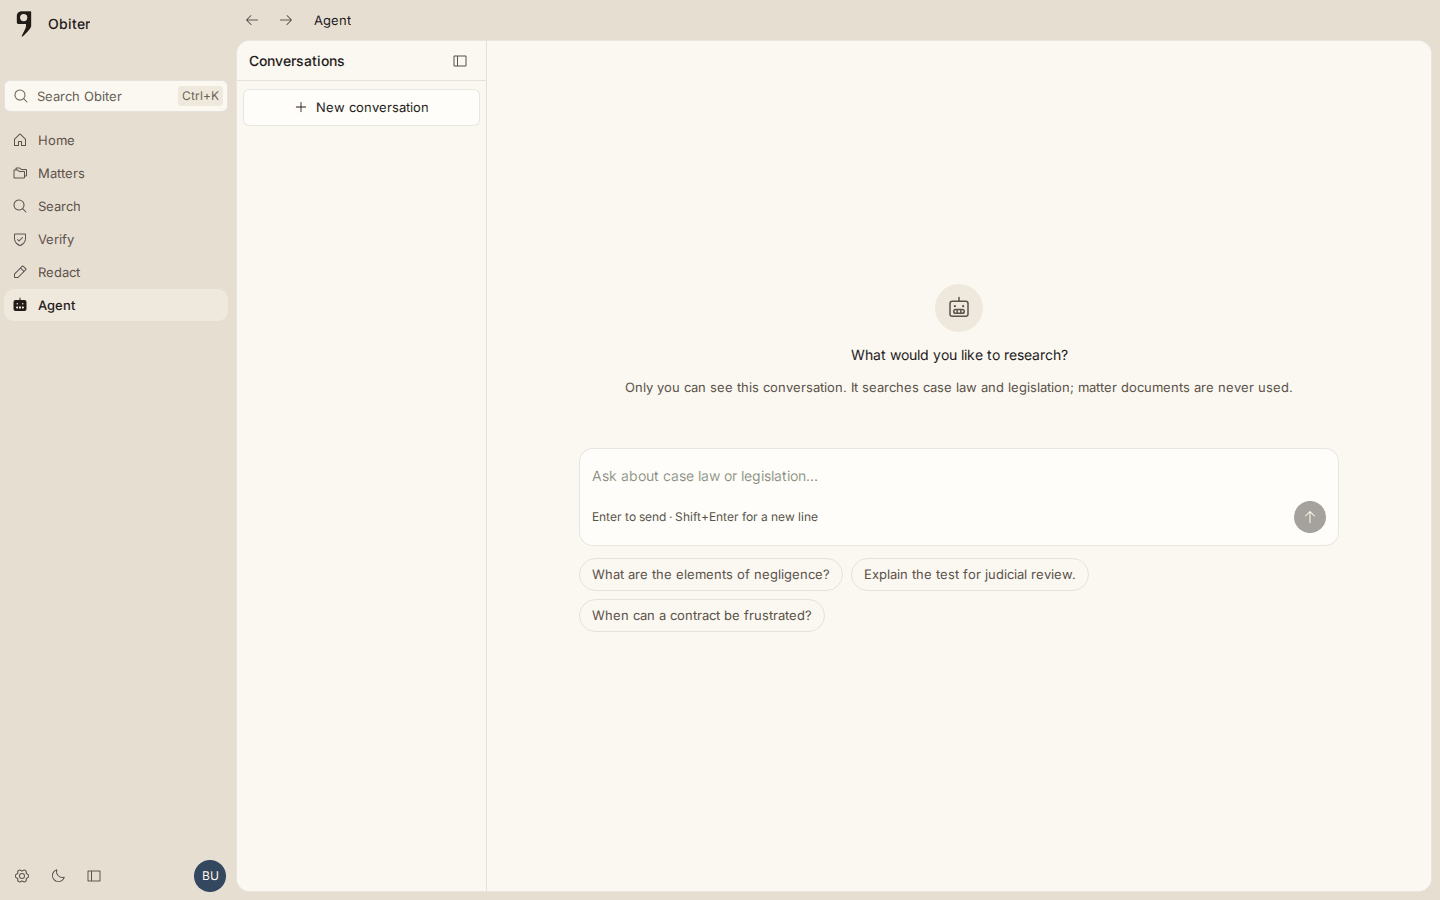 Obiter
Search Obiter Ctrl+K
Home
Matters
Search
Verify
Redact
Agent
BU
Agent
Conversations
New conversation
What would you like to research?
Only you can see this conversation. It searches case law and legislation; matter documents are never used.
Ask about case law or legislation...
Enter to send · Shift+Enter for a new line
What are the elements of negligence?
Explain the test for judicial review.
When can a contract be frustrated?